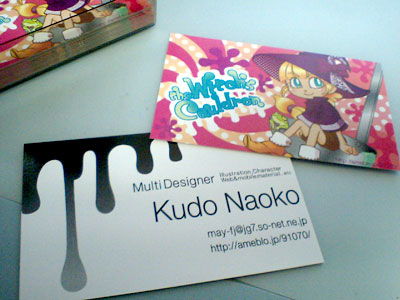 the Witch's
Children
Multi Designer
Illustration,Character
Web&mobilematerial...etc
Kudo Naoko
may-fj@jg7.so-net.ne.jp
http://ameblo.jp/91070/